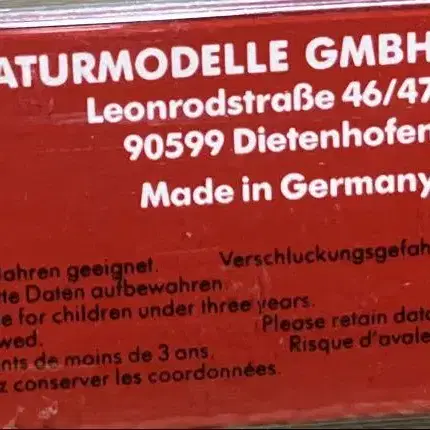 ATURMODELLE GMBH
Leonrodstraße 46/47
90599 Dietenhofen
Made in Germany
Jahren geeignet. Verschluckungsgefah
te Daten aufbewahren.
e for children under three years.
wed. Please retain data
nts de moins de 3 ans. Risque d'avale
z conserver les coordonnées.